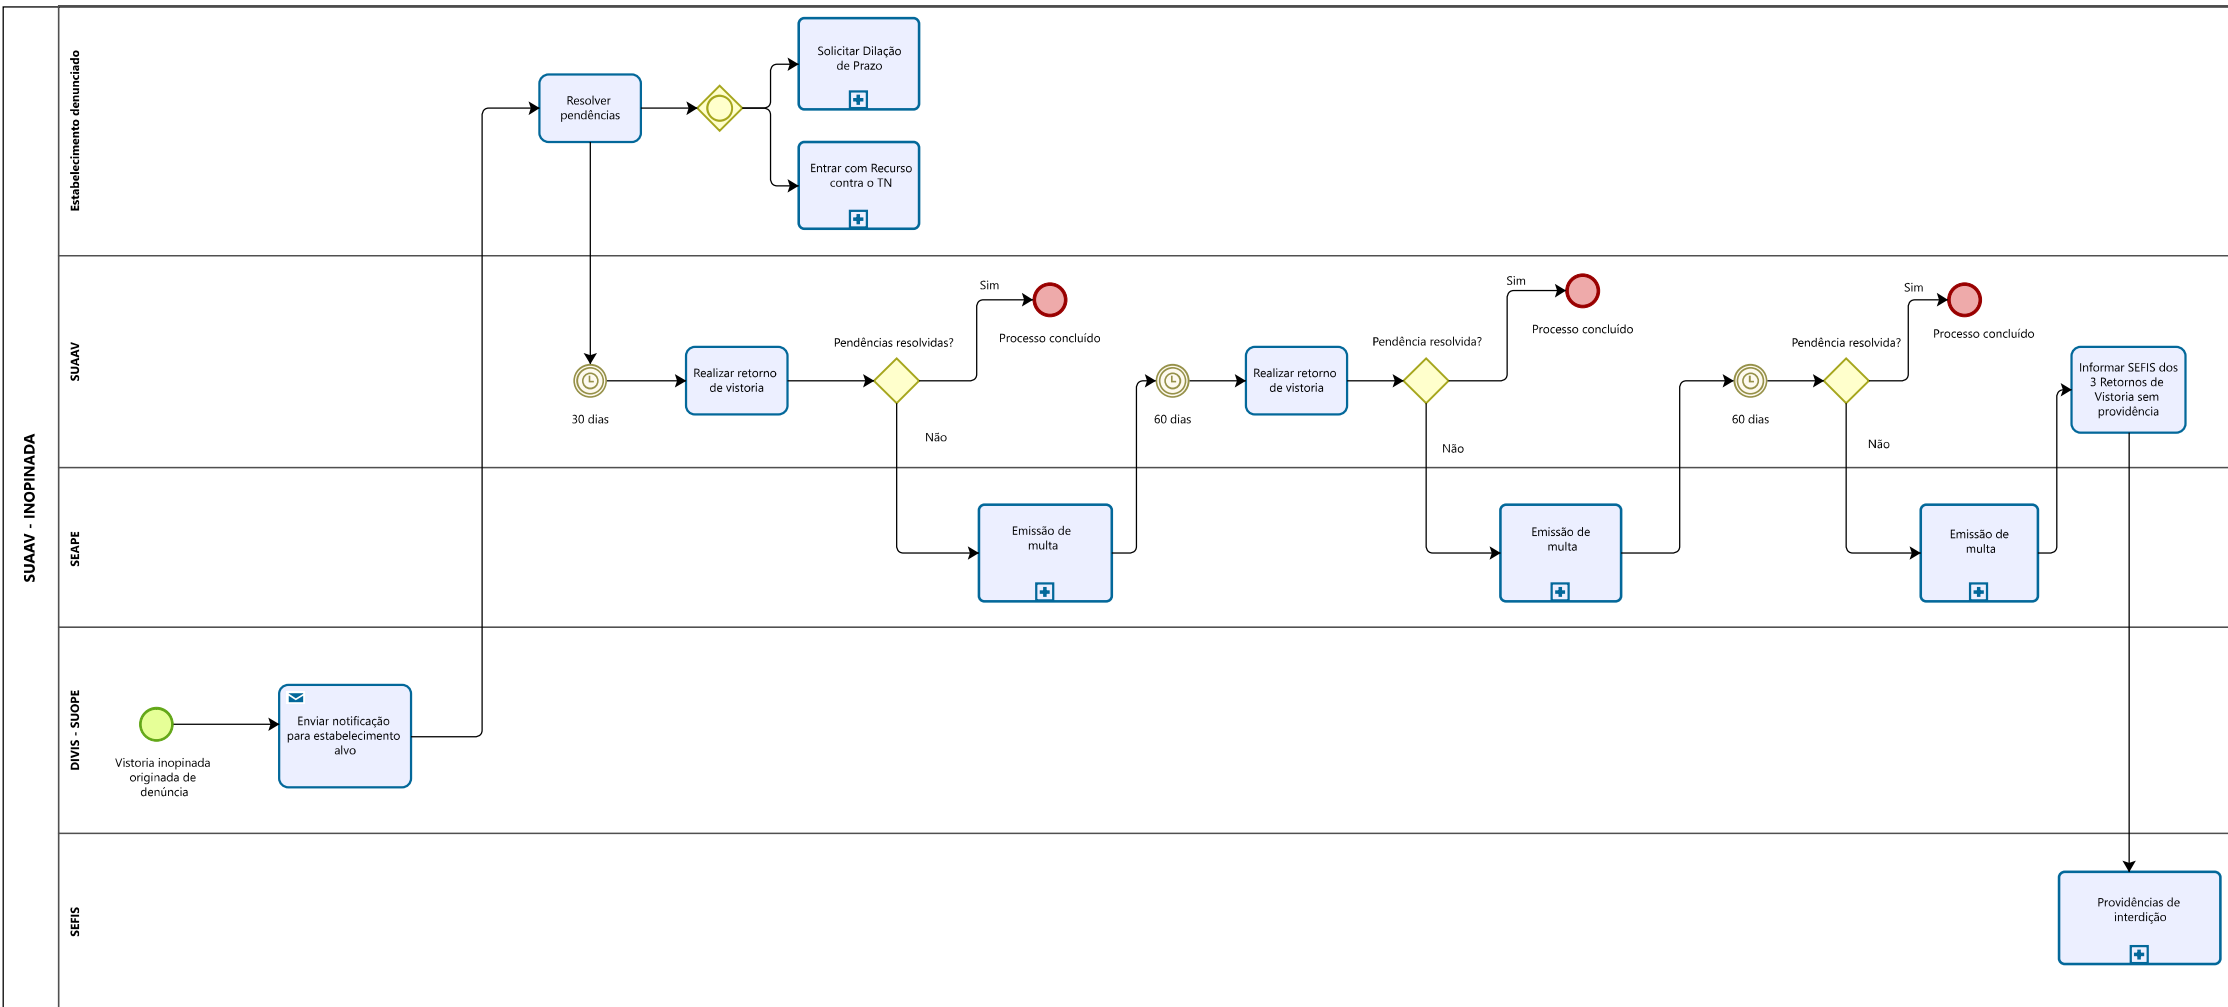 SUAAV - INOPINADA
Estabelecimento denunciado
Resolver
pendências
Solicitar Dilação
de Prazo
Entrar com Recurso
contra o TN
SUAAV
30 dias
Realizar retorno
de vistoria
Pendências resolvidas?
Sim
Processo concluído
Não
60 dias
Realizar retorno
de vistoria
Pendência resolvida?
Sim
Processo concluído
Não
60 dias
Pendência resolvida?
Sim
Processo concluído
Não
Informar SEFIS dos
3 Retornos de
Vistoria sem
providência
SEAPE
Emissão de
multa
Emissão de
multa
Emissão de
multa
DIVIS - SUOPE
Vistoria inopinada
originada de
denúncia
Enviar notificação
para estabelecimento
alvo
SEFIS
Providências de
interdição